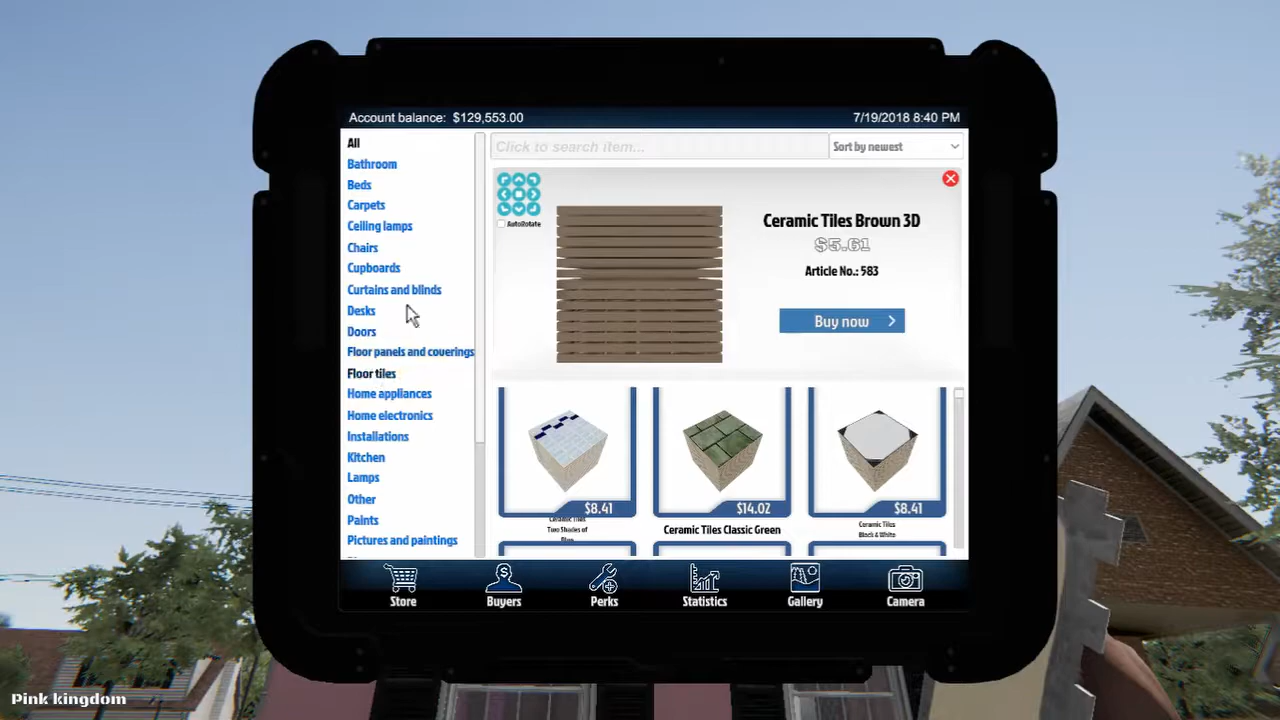 Account balance: $129,553.00
7/19/2018 8:40 PM
All
Bathroom
Beds
Carpets
Ceiling lamps
Chairs
Cupboards
Curtains and blinds
Desks
Doors
Floor panels and coverings
Floor tiles
Home appliances
Home electronics
Installations
Kitchen
Lamps
Other
Paints
Pictures and paintings
Click to search item...
Sort by newest
AutoRotate
Ceramic Tiles Brown 3D
$5.61
Article No.: 583
Buy now
$8.41
$14.02
$8.41
Ceramic Tiles
Two Shades of
Ceramic Tiles Classic Green
Ceramic Tiles
Black & White
Store
Buyers
Perks
Statistics
Gallery
Camera
Pink kingdom